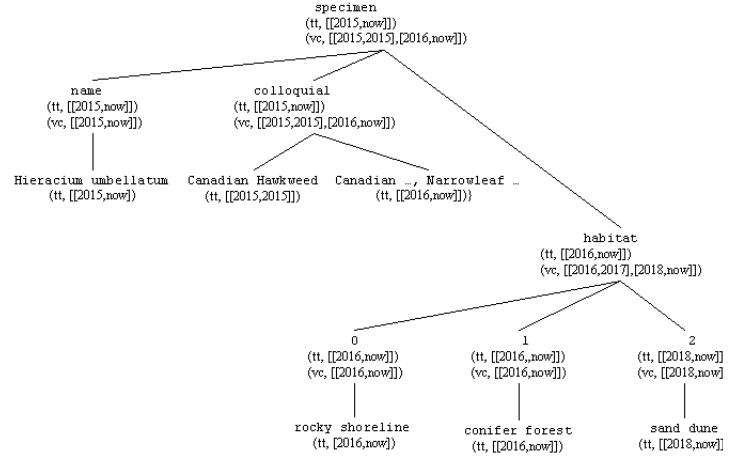 specimen
(tt, [[2015,now]])
(vc, [[2015,2015],[2016,now]])
name
(tt, [[2015,now]])
(vc, [[2015,now]])
colloquial
(tt, [[2015,now]])
(vc, [[2015,2015],[2016,now]])
Hieracium umbellatum
(tt, [[2015,now])
Canadian Hawkweed
(tt, [[2015,2015]])
Canadian …, Narrowleaf …
(tt, [[2016,now]])}
habitat
(tt, [[2016,now]])
(vc, [[2016,2017],[2018,now]])
0
(tt, [[2016,now]])
(vc, [[2016,now]])
1
(tt, [[2016,,now]])
(vc, [[2016,now]])
2
(tt, [[2018,now]]
(vc, [[2018,now]
rocky shoreline
(tt, [2016,now])
conifer forest
(tt, [[2016,now]])
sand dune
(tt, [[2018,now]]